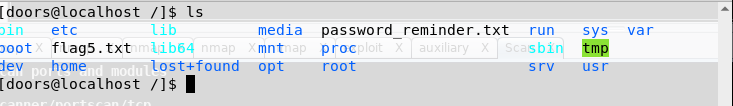 [doors@localhost /]$ ls
bin etc lib media password_reminder.txt run sys var
boot flag5.txt lib64 mnt proc sbin tmp
dev home lost+found opt root srv usr
[doors@localhost /]$